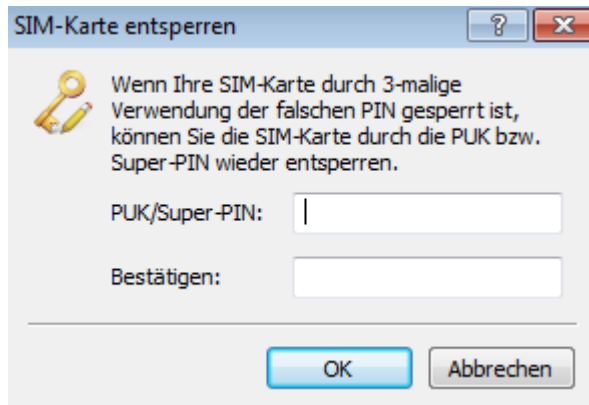 SIM-Karte entsperren
Wenn Ihre SIM-Karte durch 3-malige
Verwendung der falschen PIN gesperrt ist,
können Sie die SIM-Karte durch die PUK bzw.
Super-PIN wieder entsperren.
PUK/Super-PIN:
Bestätigen:
OK Abbrechen